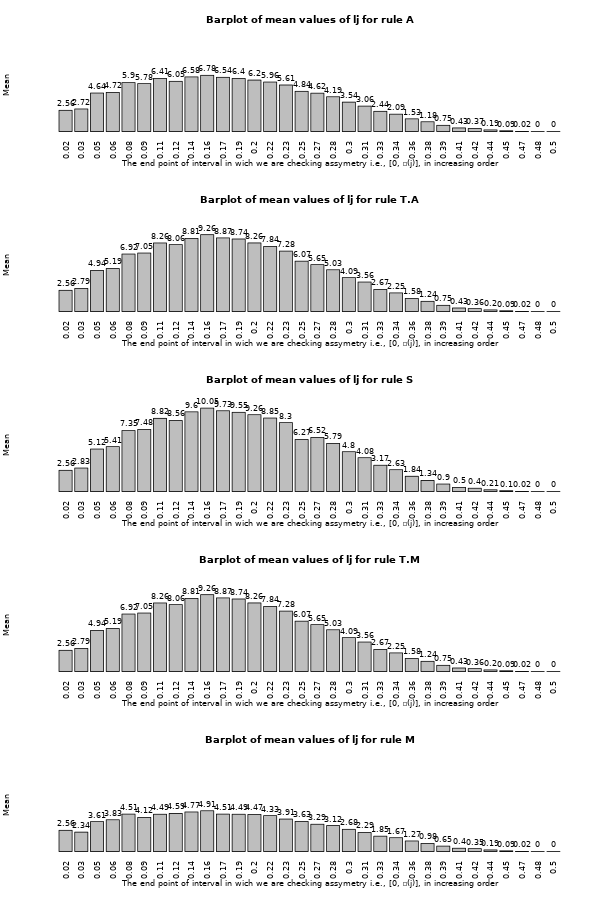 Barplot of mean values of lj for rule A
Mean
2.56 2.72 4.64 4.72 5.9 5.78 6.41 6.05 6.58 6.78 6.54 6.4 6.2 5.96 5.61 4.84 4.62 4.19 3.54 3.06 2.44 2.09 1.53 1.18 0.75 0.43 0.37 0.19 0.09 0.02 0 0
0.02 0.03 0.05 0.06 0.08 0.09 0.11 0.12 0.14 0.16 0.17 0.19 0.2 0.22 0.23 0.25 0.27 0.28 0.3 0.31 0.33 0.34 0.36 0.38 0.39 0.41 0.42 0.44 0.45 0.47 0.48 0.5
The end point of interval in wich we are checking assymetry i.e., [0, □(j)], in increasing order
Barplot of mean values of lj for rule T.A
Mean
2.56 2.79 4.94 5.19 6.92 7.05 8.26 8.06 8.81 9.26 8.87 8.74 8.26 7.84 7.28 6.07 5.65 5.03 4.09 3.56 2.67 2.25 1.58 1.24 0.75 0.43 0.36 0.2 0.09 0.02 0 0
0.02 0.03 0.05 0.06 0.08 0.09 0.11 0.12 0.14 0.16 0.17 0.19 0.2 0.22 0.23 0.25 0.27 0.28 0.3 0.31 0.33 0.34 0.36 0.38 0.39 0.41 0.42 0.44 0.45 0.47 0.48 0.5
The end point of interval in wich we are checking assymetry i.e., [0, □(j)], in increasing order
Barplot of mean values of lj for rule S
Mean
2.56 2.83 5.12 5.41 7.35 7.48 8.82 8.56 9.6 10.05 9.73 9.55 9.26 8.85 8.3 6.27 6.52 5.79 4.8 4.08 3.17 2.63 1.84 1.34 0.9 0.5 0.4 0.21 0.1 0.02 0 0
0.02 0.03 0.05 0.06 0.08 0.09 0.11 0.12 0.14 0.16 0.17 0.19 0.2 0.22 0.23 0.25 0.27 0.28 0.3 0.31 0.33 0.34 0.36 0.38 0.39 0.41 0.42 0.44 0.45 0.47 0.48 0.5
The end point of interval in wich we are checking assymetry i.e., [0, □(j)], in increasing order
Barplot of mean values of lj for rule T.M
Mean
2.56 2.79 4.94 5.19 6.92 7.05 8.26 8.06 8.81 9.26 8.87 8.74 8.26 7.84 7.28 6.07 5.65 5.03 4.09 3.56 2.67 2.25 1.58 1.24 0.75 0.43 0.36 0.2 0.09 0.02 0 0
0.02 0.03 0.05 0.06 0.08 0.09 0.11 0.12 0.14 0.16 0.17 0.19 0.2 0.22 0.23 0.25 0.27 0.28 0.3 0.31 0.33 0.34 0.36 0.38 0.39 0.41 0.42 0.44 0.45 0.47 0.48 0.5
The end point of interval in wich we are checking assymetry i.e., [0, □(j)], in increasing order
Barplot of mean values of lj for rule M
Mean
2.56 2.34 3.61 3.83 4.51 4.12 4.49 4.59 4.77 4.91 4.51 4.49 4.47 4.33 3.91 3.63 3.29 3.12 2.68 2.29 1.85 1.67 1.27 0.98 0.65 0.4 0.35 0.19 0.09 0.02 0 0
0.02 0.03 0.05 0.06 0.08 0.09 0.11 0.12 0.14 0.16 0.17 0.19 0.2 0.22 0.23 0.25 0.27 0.28 0.3 0.31 0.33 0.34 0.36 0.38 0.39 0.41 0.42 0.44 0.45 0.47 0.48 0.5
The end point of interval in wich we are checking assymetry i.e., [0, □(j)], in increasing order